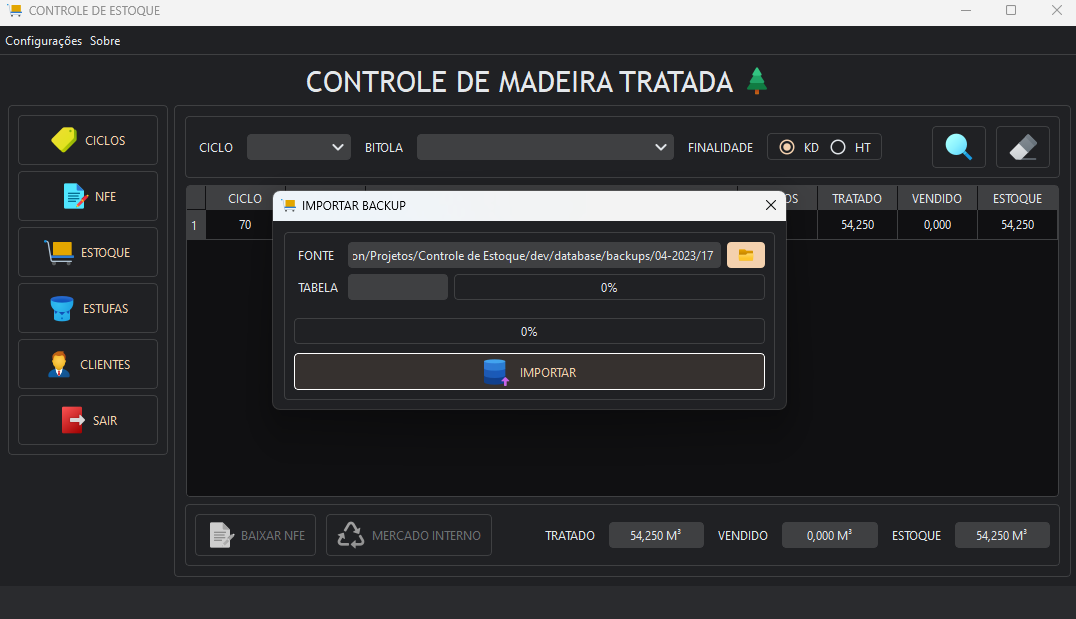 CONTROLE DE ESTOQUE
Configurações Sobre
CONTROLE DE MADEIRA TRATADA
CICLOS
NFE
ESTOQUE
ESTUFAS
CLIENTES
SAIR
CICLO BITOLA FINALIDADE KD HT
CICLO OS TRATADO VENDIDO ESTOQUE
1 70 54,250 0,000 54,250
IMPORTAR BACKUP
FONTE on/Projetos/Controle de Estoque/dev/database/backups/04-2023/17
TABELA 0%
0%
IMPORTAR
BAIXAR NFE MERCADO INTERNO TRATADO 54,250 M³ VENDIDO 0,000 M³ ESTOQUE 54,250 M³